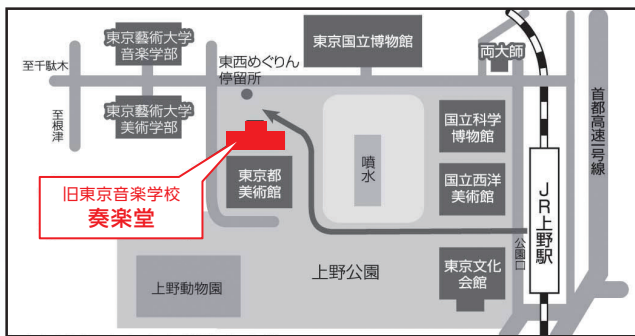 東京藝術大学
音楽学部
至千駄木
至根津
東京藝術大学
美術学部
東西めぐりん
停留所
東京国立博物館
両大師
首都高速一号線
国立科学
博物館
噴水
東京都
美術館
国立西洋
美術館
旧東京音楽学校
奏楽堂
JR上野駅
公園口
上野公園
東京文化
会館
上野動物園